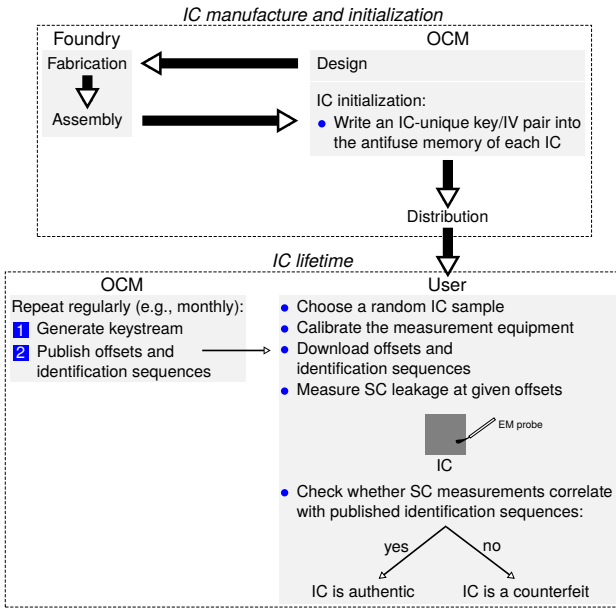 IC manufacture and initialization
Foundry
Fabrication
Assembly
OCM
Design
IC initialization:
• Write an IC-unique key/IV pair into
the antifuse memory of each IC
Distribution
IC lifetime
OCM
Repeat regularly (e.g., monthly):
1 Generate keystream
2 Publish offsets and
identification sequences
User
• Choose a random IC sample
• Calibrate the measurement equipment
• Download offsets and
identification sequences
• Measure SC leakage at given offsets
EM probe
IC
• Check whether SC measurements correlate
with published identification sequences:
yes
no
IC is authentic
IC is a counterfeit